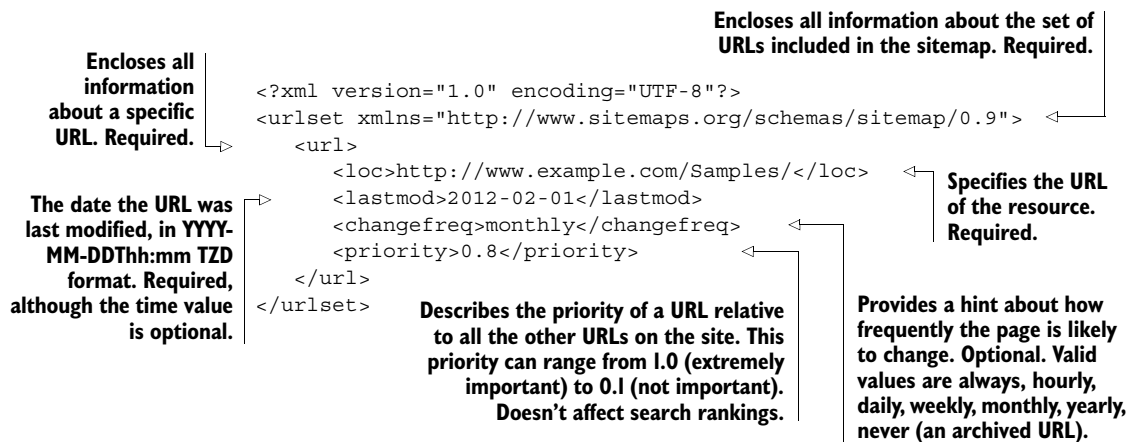 Encloses all information about the set of
URLs included in the sitemap. Required.
Encloses all
information
about a specific
URL. Required.
<?xml version="1.0" encoding="UTF-8"?>
<urlset xmlns="http://www.sitemaps.org/schemas/sitemap/0.9">
<url>
<loc>http://www.example.com/Samples/</loc>
<lastmod>2012-02-01</lastmod>
<changefreq>monthly</changefreq>
<priority>0.8</priority>
</url>
</urlset>
Specifies the URL
of the resource.
Required.
The date the URL was
last modified, in YYYY-
MM-DDThh:mm TZD
format. Required,
although the time value
is optional.
Describes the priority of a URL relative
to all the other URLs on the site. This
priority can range from 1.0 (extremely
important) to 0.1 (not important).
Doesn't affect search rankings.
Provides a hint about how
frequently the page is likely
to change. Optional. Valid
values are always, hourly,
daily, weekly, monthly, yearly,
never (an archived URL).